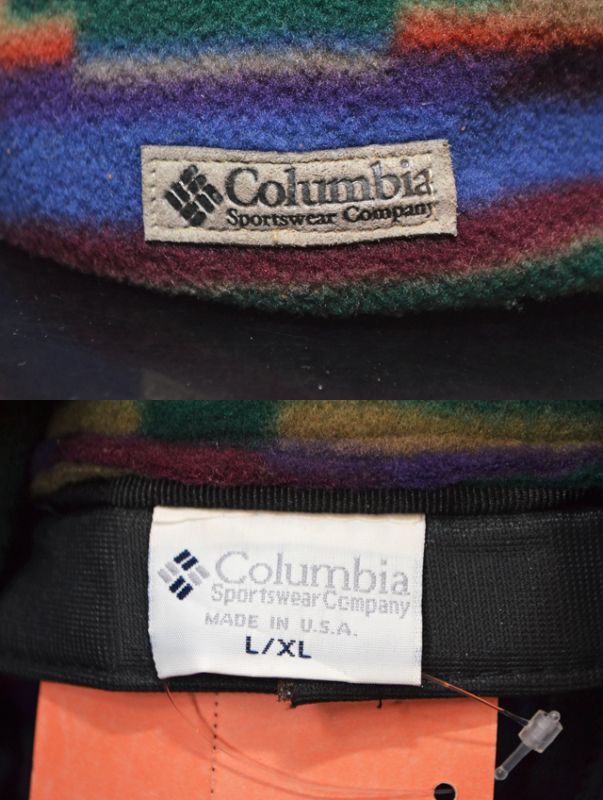 Columbia
Sportswear Company
Columbia
Sportswear Company
MADE IN U.S.A.
L/XL